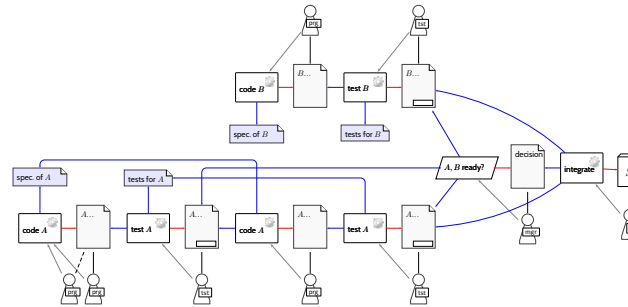 prg
tst
B...
B...
code B
test B
spec. of B
tests for B
A, B ready?
decision
integrate
spec. of A
tests for A
A...
A...
A...
A...
code A
test A
code A
test A
mgr
prg
prg
tst
prg
tst